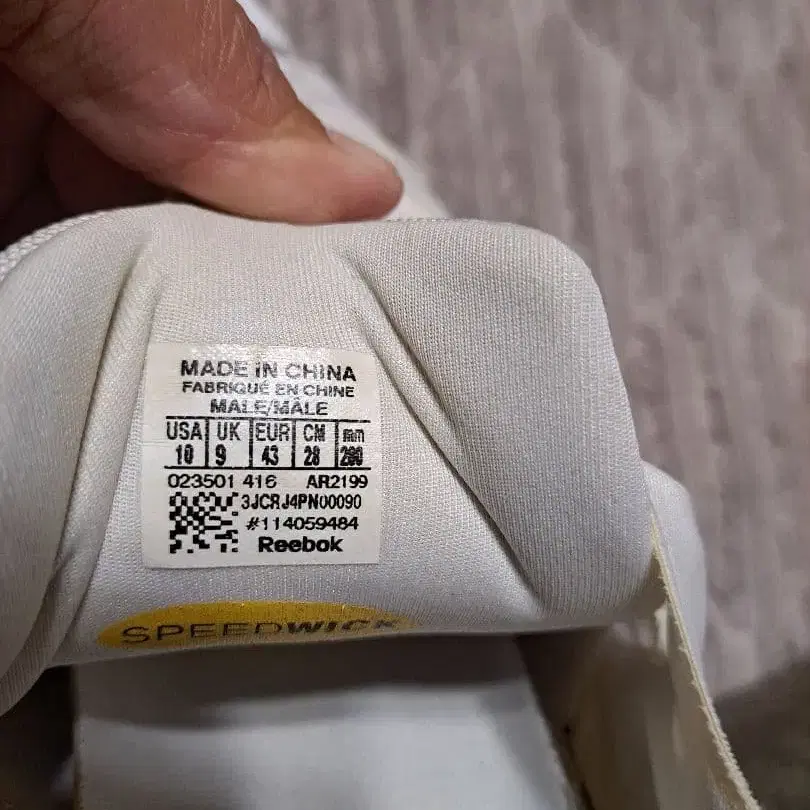 MADE IN CHINA
FABRIQUÉ EN CHINE
MALE/MÂLE
USA UK EUR CM mm
10 9 43 28 280
023501 416 AR2199
3JCRJ4PN00090
#114059484
Reebok
SPEEDWICK